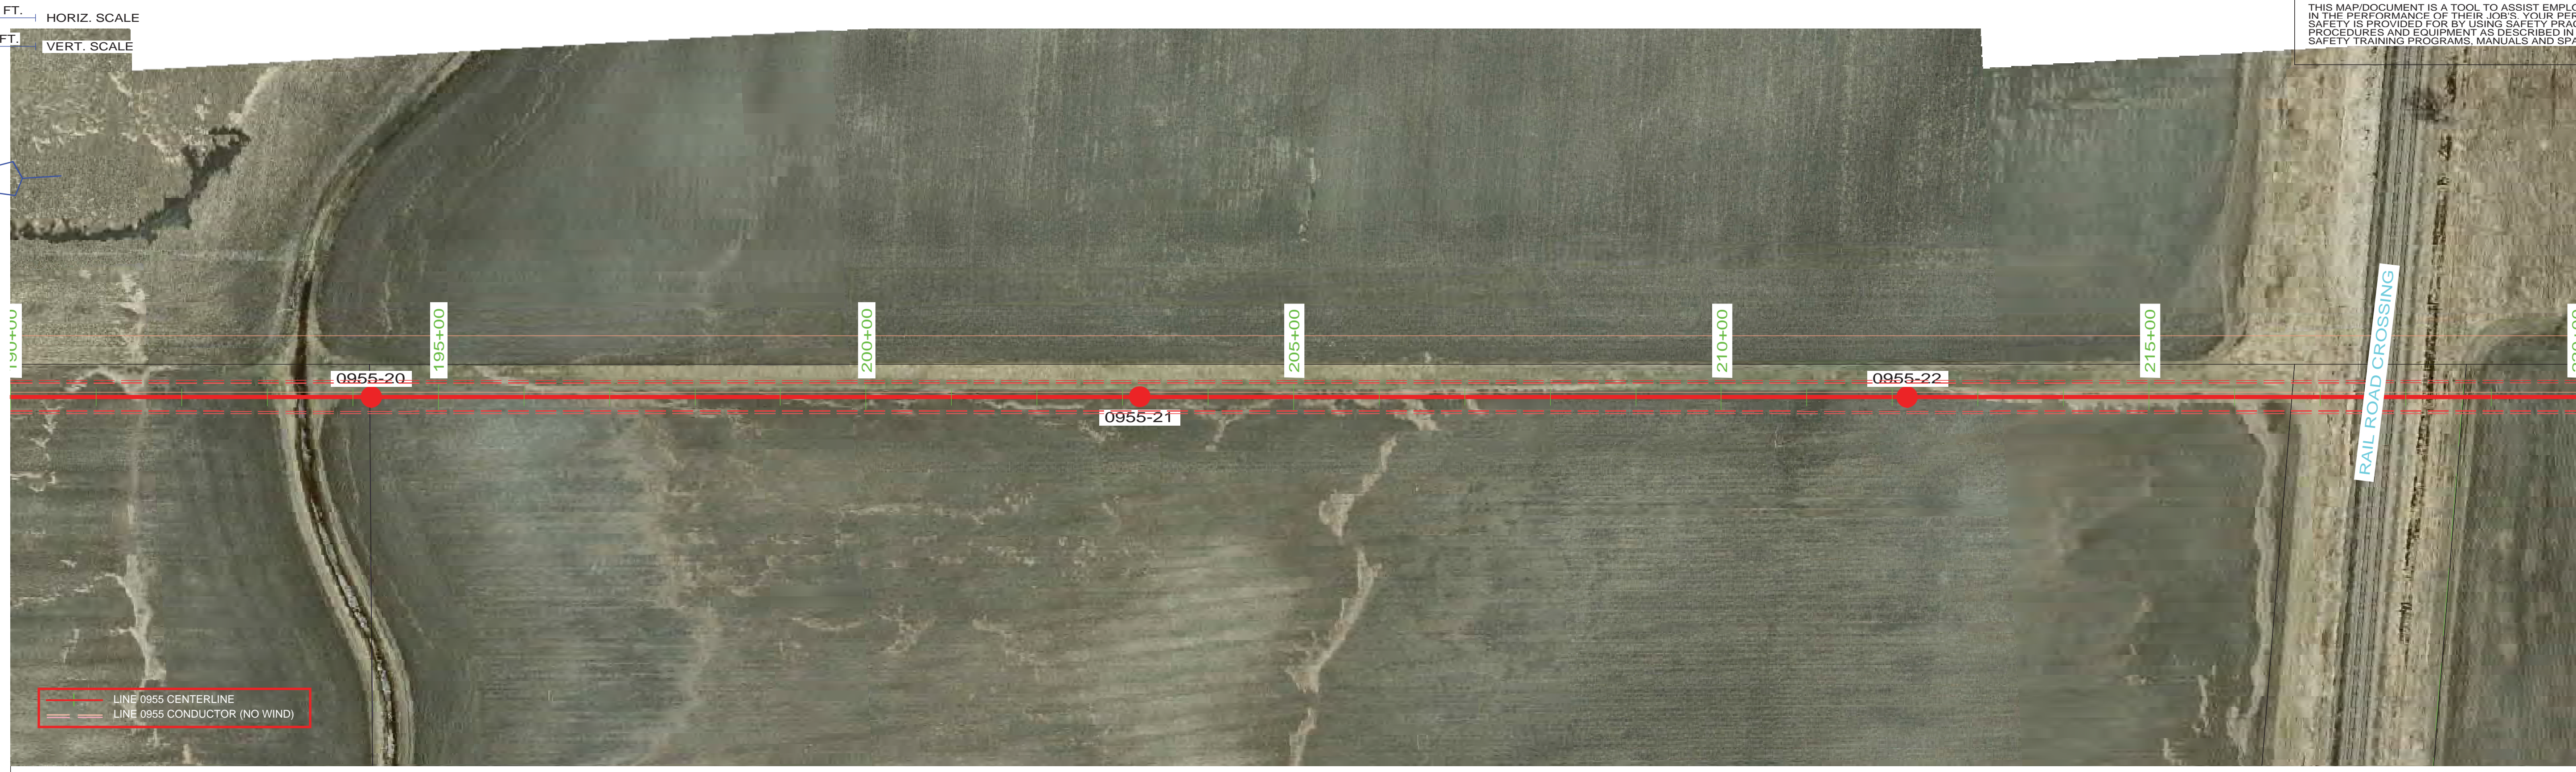 FT.
HORIZ. SCALE
FT.
VERT. SCALE
THIS MAP/DOCUMENT IS A TOOL TO ASSIST EMPLO
IN THE PERFORMANCE OF THEIR JOB'S. YOUR PER
SAFETY IS PROVIDED FOR BY USING SAFETY PRAC
PROCEDURES AND EQUIPMENT AS DESCRIBED IN
SAFETY TRAINING PROGRAMS, MANUALS AND SPA
190+00
195+00
200+00
205+00
210+00
215+00
0955-20
0955-21
0955-22
RAIL ROAD CROSSING
LINE 0955 CENTERLINE
LINE 0955 CONDUCTOR (NO WIND)